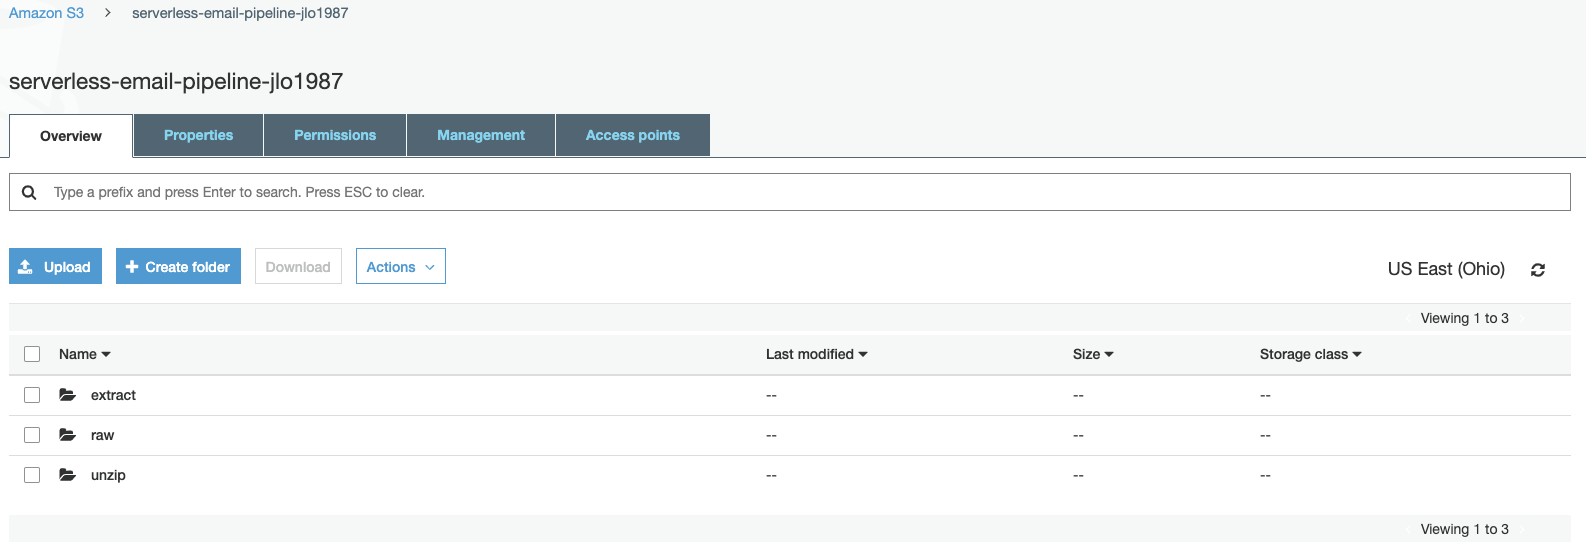 Amazon S3 > serverless-email-pipeline-jlo1987
serverless-email-pipeline-jlo1987
Overview Properties Permissions Management Access points
Type a prefix and press Enter to search. Press ESC to clear.
Upload + Create folder Download Actions
US East (Ohio)
Viewing 1 to 3
Name Last modified Size Storage class
extract -- -- --
raw -- -- --
unzip -- -- --
Viewing 1 to 3